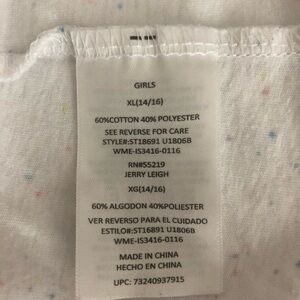 GIRLS
XL(14/16)
60%COTTON 40% POLYESTER
SEE REVERSE FOR CARE
STYLE#:ST18691 U1806B
WME-IS3416-0116
RN#55219
JERRY LEIGH
XG(14/16)
60% ALGODON 40%POLIESTER
VER REVERSO PARA EL CUIDADO
ESTILO#:ST16891 U1806B
WME-IS3416-0116
MADE IN CHINA
HECHO EN CHINA
UPC: 73240937915